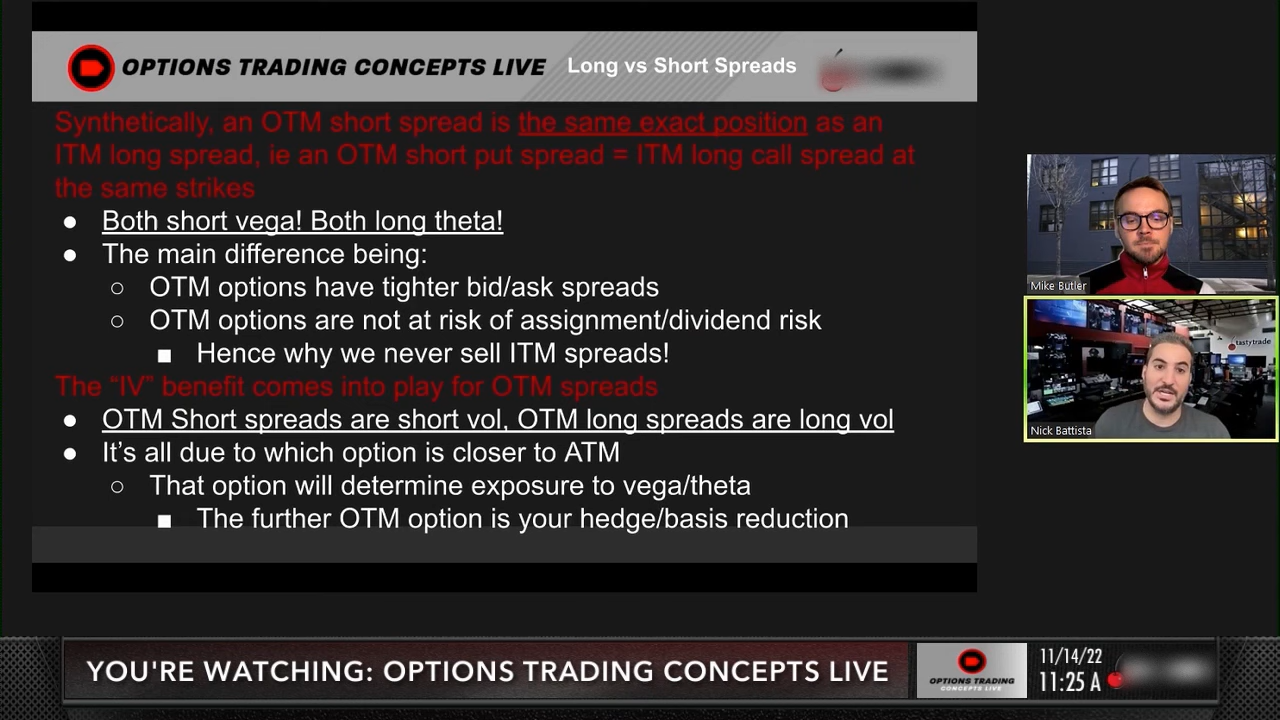 OPTIONS TRADING CONCEPTS LIVE
Long vs Short Spreads
Synthetically, an OTM short spread is the same exact position as an
ITM long spread, ie an OTM short put spread = ITM long call spread at
the same strikes
● Both short vega! Both long theta!
● The main difference being:
○ OTM options have tighter bid/ask spreads
○ OTM options are not at risk of assignment/dividend risk
■ Hence why we never sell ITM spreads!
The “IV” benefit comes into play for OTM spreads
● OTM Short spreads are short vol, OTM long spreads are long vol
● It’s all due to which option is closer to ATM
○ That option will determine exposure to vega/theta
■ The further OTM option is your hedge/basis reduction
Mike Butler
tastytrade
Nick Battista
YOU'RE WATCHING: OPTIONS TRADING CONCEPTS LIVE
OPTIONS TRADING
CONCEPTS LIVE
11/14/22
11:25 A